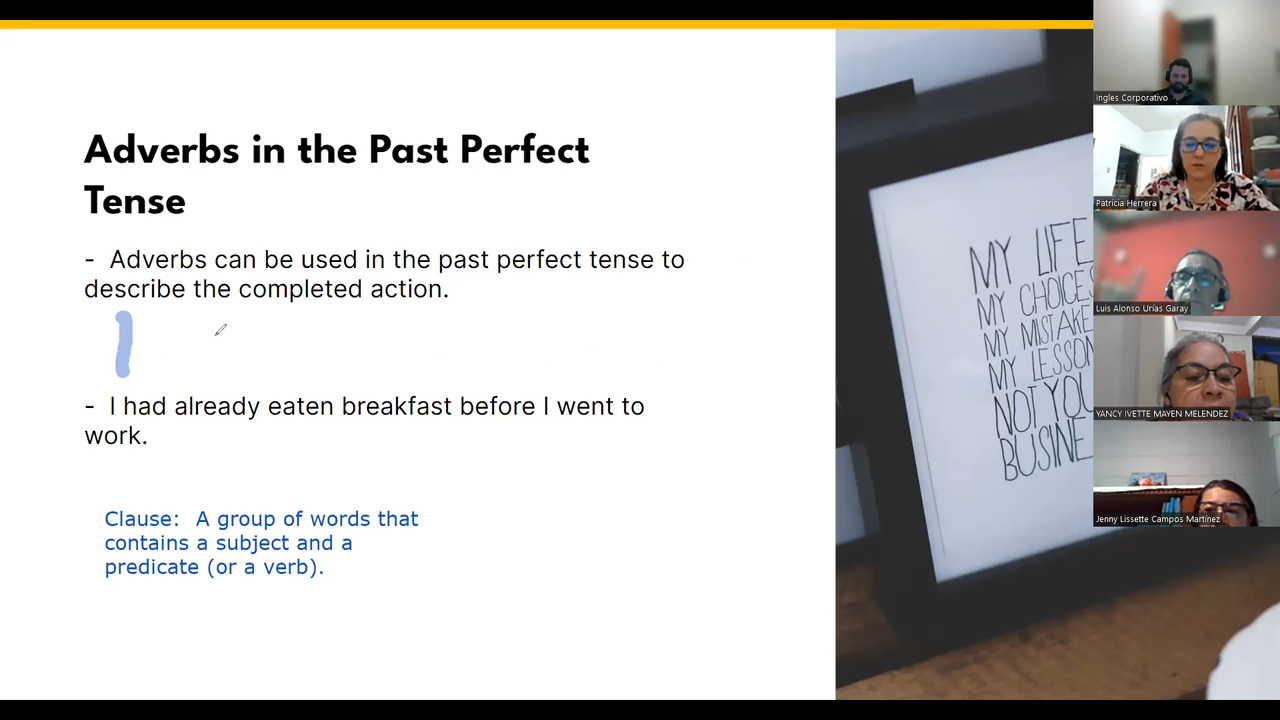 Adverbs in the Past Perfect
Tense
- Adverbs can be used in the past perfect tense to
describe the completed action.
- I had already eaten breakfast before I went to
work.
Clause: A group of words that
contains a subject and a
predicate (or a verb).
MY LIFE
MY CHOICES
MY MISTAKE
MY LESSON
NOT YOU
BUSINE
Ingles Corporativo
Patricia Herrera
Luis Alonso Urías Garay
YANCY IVETTE MAYEN MELENDEZ
Jenny Lissette Campos Martínez